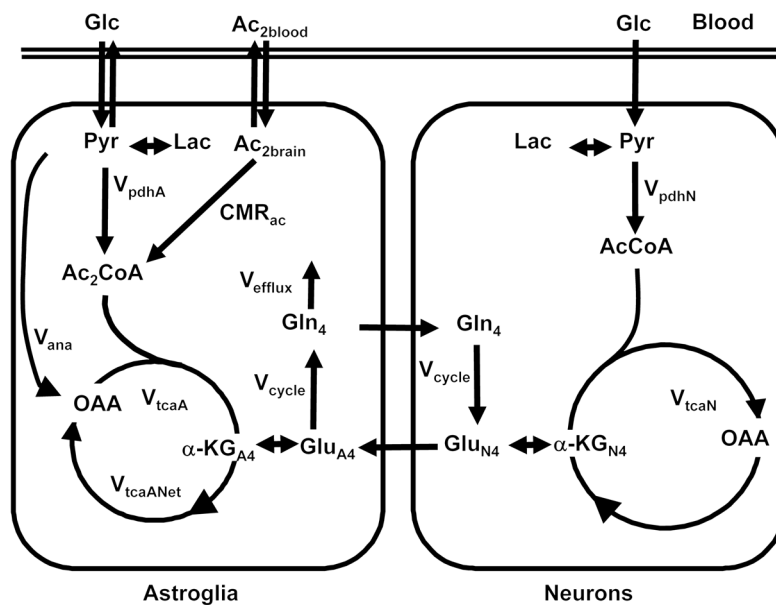 Glc Ac2blood Glc Blood
Pyr Lac Ac2brain Lac Pyr
VpdhA CMRac VpdhN
Ac2CoA AcCoA
Vefflux
Gln4 Gln4
Vana
Vcycle Vcycle
OAA VtcaA VtcaN
α-KGA4 GluA4 GluN4 α-KGN4 OAA
VtcaANet
Astroglia Neurons